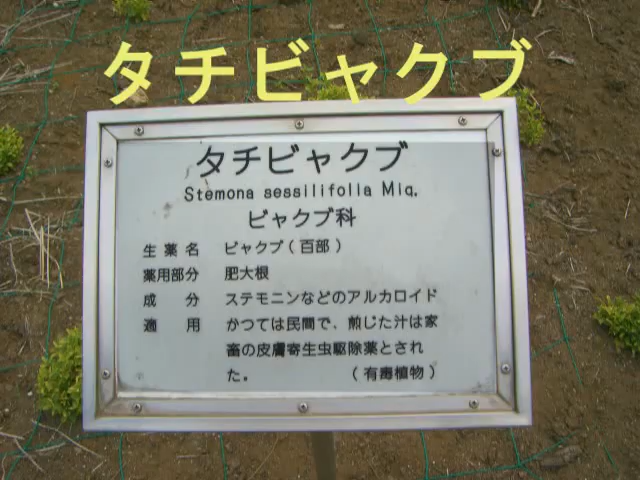 タチビャクブ
タチビャクブ
Stemona sessilifolia Miq.
ビャクブ科
生薬名 ビャクブ(百部)
薬用部分 肥大根
成分 ステモニンなどのアルカロイド
適用 かつては民間で、煎じた汁は家
畜の皮膚寄生虫駆除薬とされ
た。 (有毒植物)